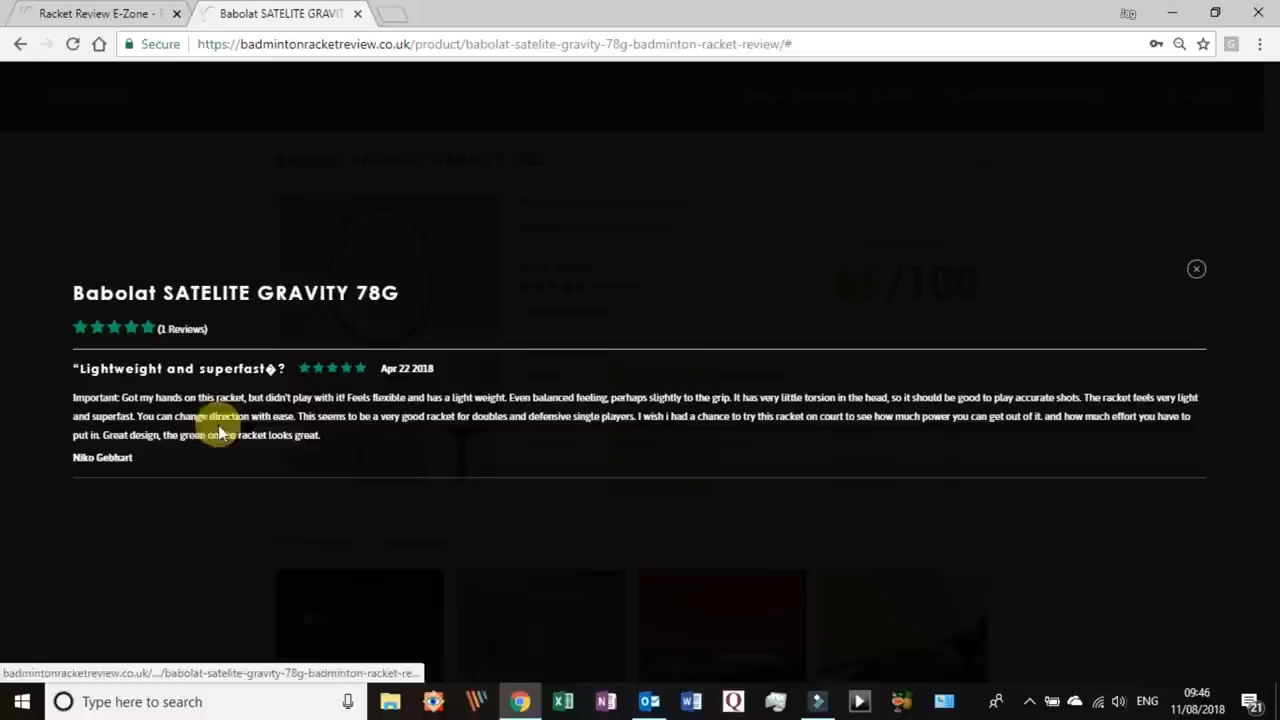 Racket Review E-Zone -
Babolat SATELITE GRAVIT
Secure
https://badmintonracketreview.co.uk/product/babolat-satelite-gravity-78g-badminton-racket-review/#
/100
Babolat SATELITE GRAVITY 78G
(1 Reviews)
“Lightweight and superfast�? Apr 22 2018
Important: Got my hands on this racket, but didn't play with it! Feels flexible and has a light weight. Even balanced feeling, perhaps slightly to the grip. It has very little torsion in the head, so it should be good to play accurate shots. The racket feels very light
and superfast. You can change direction with ease. This seems to be a very good racket for doubles and defensive single players. I wish i had a chance to try this racket on court to see how much power you can get out of it. and how much effort you have to
put in. Great design, the green on the racket looks great.
Niko Gebhart
badmintonracketreview.co.uk/.../babolat-satelite-gravity-78g-badminton-racket-re...
Type here to search
ENG
09:46
11/08/2018
21